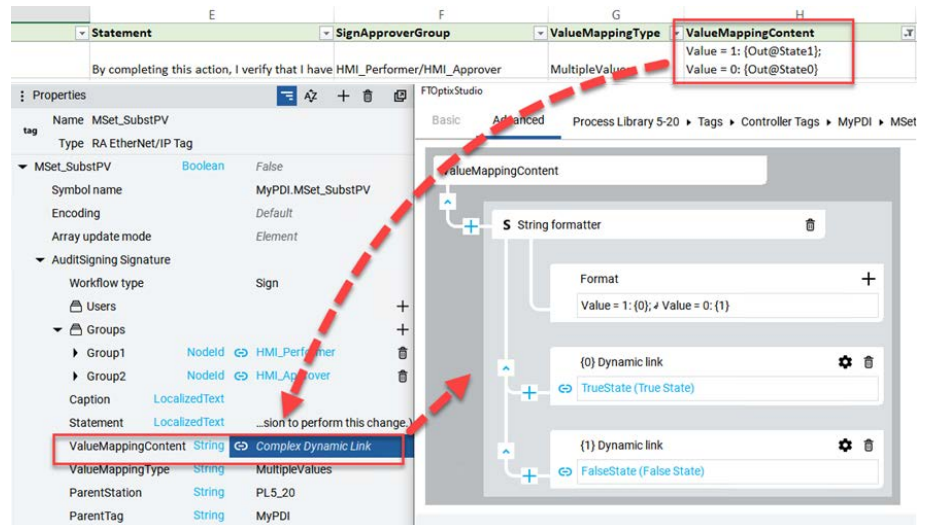 E F G H
Statement SignApproverGroup ValueMappingType ValueMappingContent
Value = 1: {Out@State1};
By completing this action, I verify that I have HMI_Performer/HMI_Approver MultipleValues Value = 0: {Out@State0}
Properties
Name MSet_SubstPV
tag
Type RA EtherNet/IP Tag
MSet_SubstPV Boolean False
Symbol name MyPDI.MSet_SubstPV
Encoding Default
Array update mode Element
AuditSigning Signature
Workflow type Sign
Users
Groups
Group1 NodeId HMI_Performer
Group2 NodeId HMI_Approver
Caption LocalizedText
Statement LocalizedText ...sion to perform this change.)
ValueMappingContent String Complex Dynamic Link
ValueMappingType String MultipleValues
ParentStation String PL5_20
ParentTag String MyPDI
FTOptixStudio
Basic Advanced Process Library 5-20 ▸ Tags ▸ Controller Tags ▸ MyPDI ▸ MSet
ValueMappingContent
S String formatter
Format
Value = 1: {0}; ↲ Value = 0: {1}
{0} Dynamic link
TrueState (True State)
{1} Dynamic link
FalseState (False State)